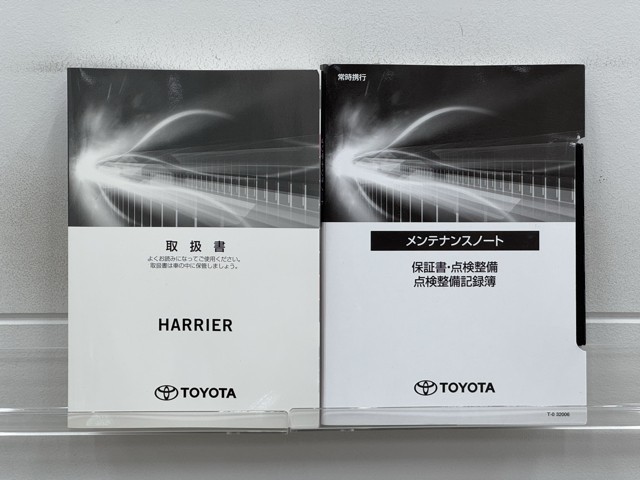 取扱書
よくお読みになってご使用ください。
取扱書は車の中に保管しましょう。
HARRIER
TOYOTA
常時携行
メンテナンスノート
保証書・点検整備
点検整備記録簿
TOYOTA
T-0 32006